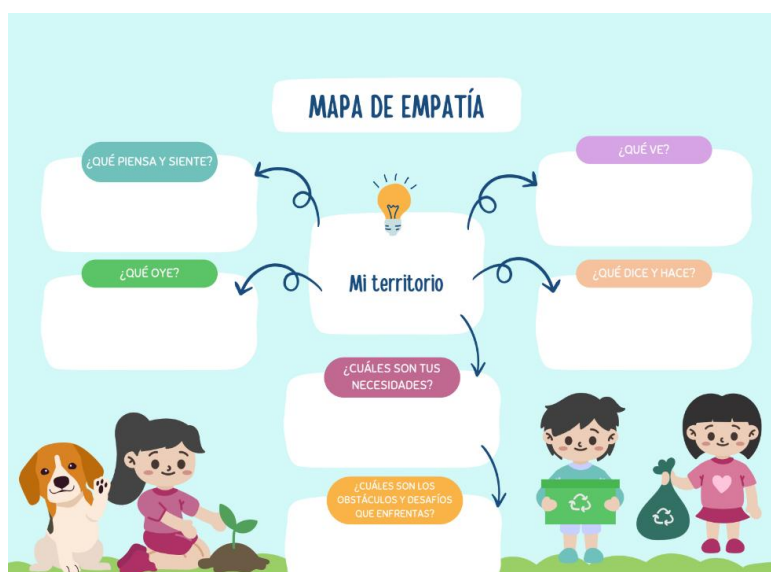 MAPA DE EMPATÍA
¿QUÉ PIENSA Y SIENTE?
¿QUÉ VE?
¿QUÉ OYE?
Mi territorio
¿QUÉ DICE Y HACE?
¿CUÁLES SON TUS
NECESIDADES?
¿CUÁLES SON LOS
OBSTÁCULOS Y DESAFÍOS
QUE ENFRENTAS?